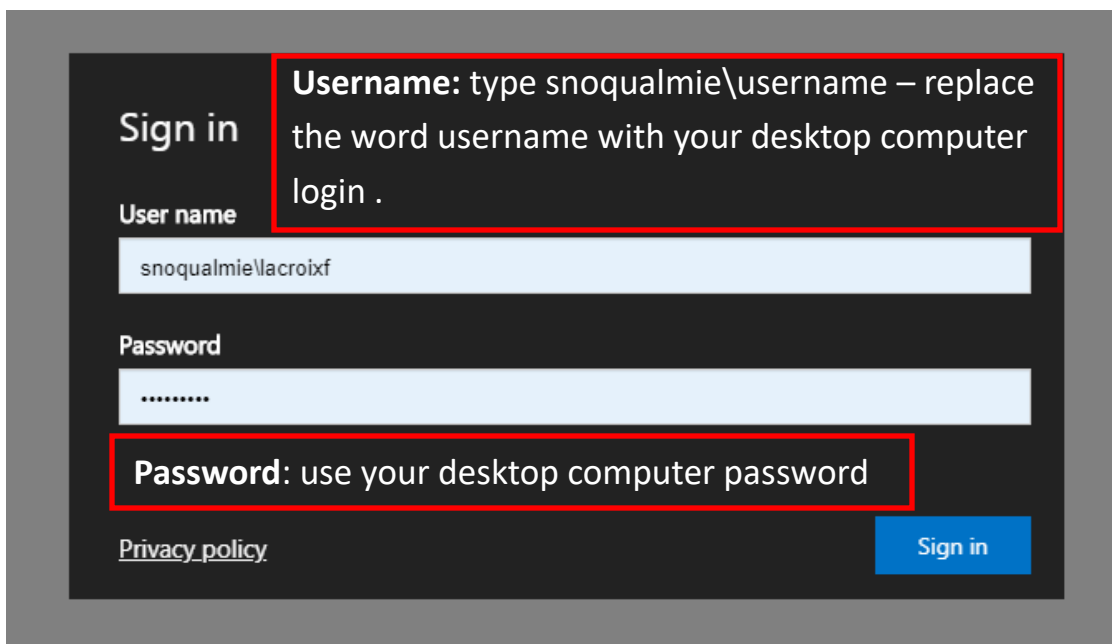 Username: type snoqualmie\username – replace
the word username with your desktop computer
login .
Sign in
User name
snoqualmie\lacroixf
Password
•••••••••
Password: use your desktop computer password
Privacy policy
Sign in